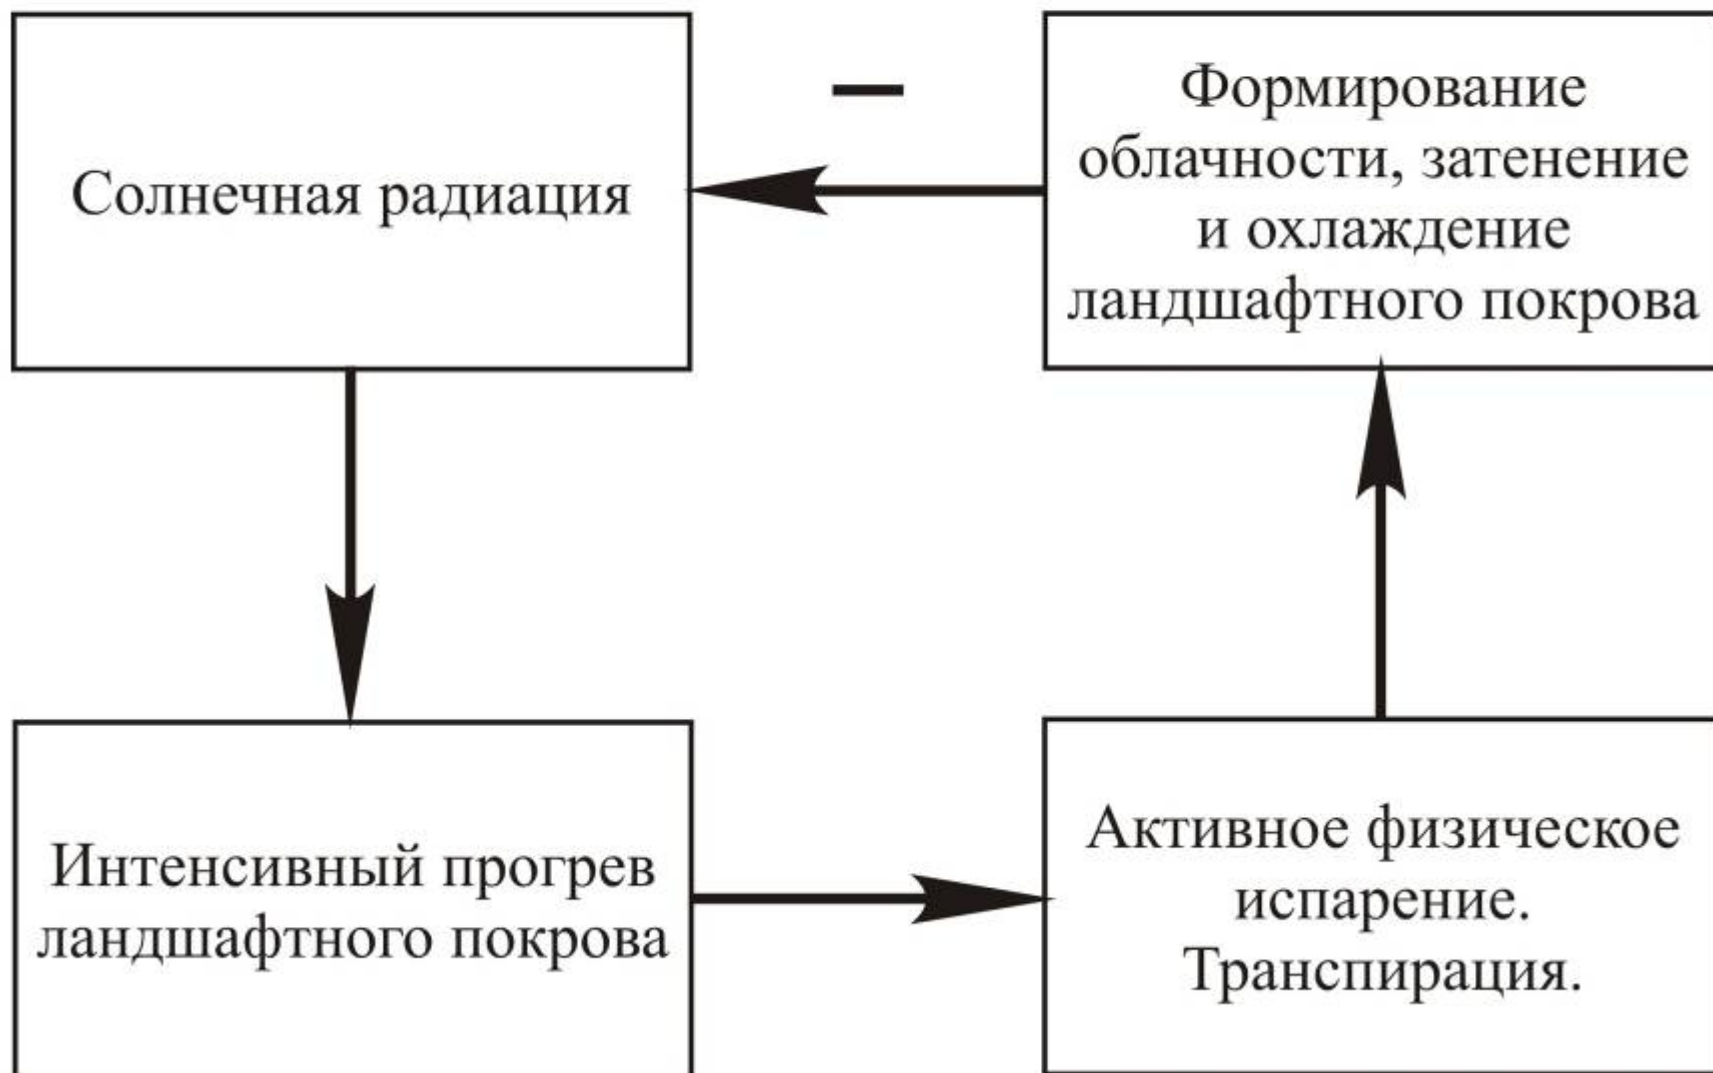 Солнечная радиация
–
Формирование
облачности, затенение
и охлаждение
ландшафтного покрова
Интенсивный прогрев
ландшафтного покрова
Активное физическое
испарение.
Транспирация.